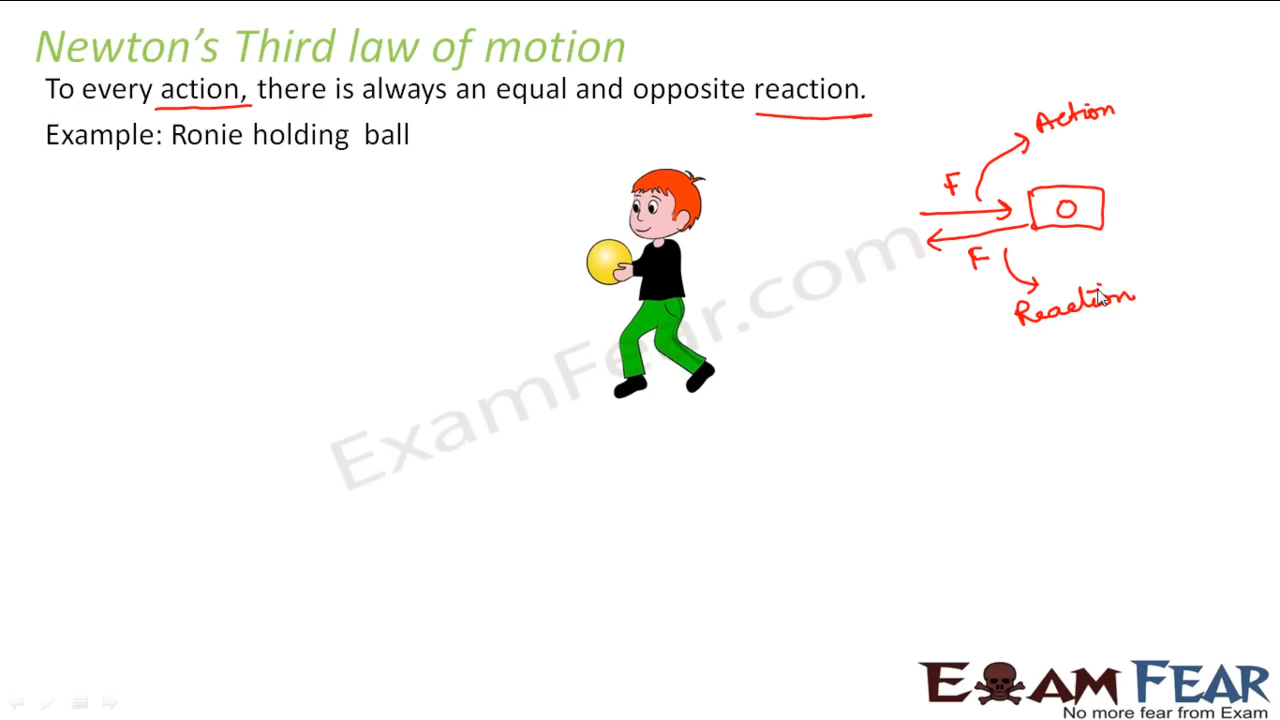 Newton's Third law of motion
To every action, there is always an equal and opposite reaction.
Example: Ronie holding ball
Action
F
O
F
Reaction
ExamFear.com
EXAM FEAR
No more fear from Exam